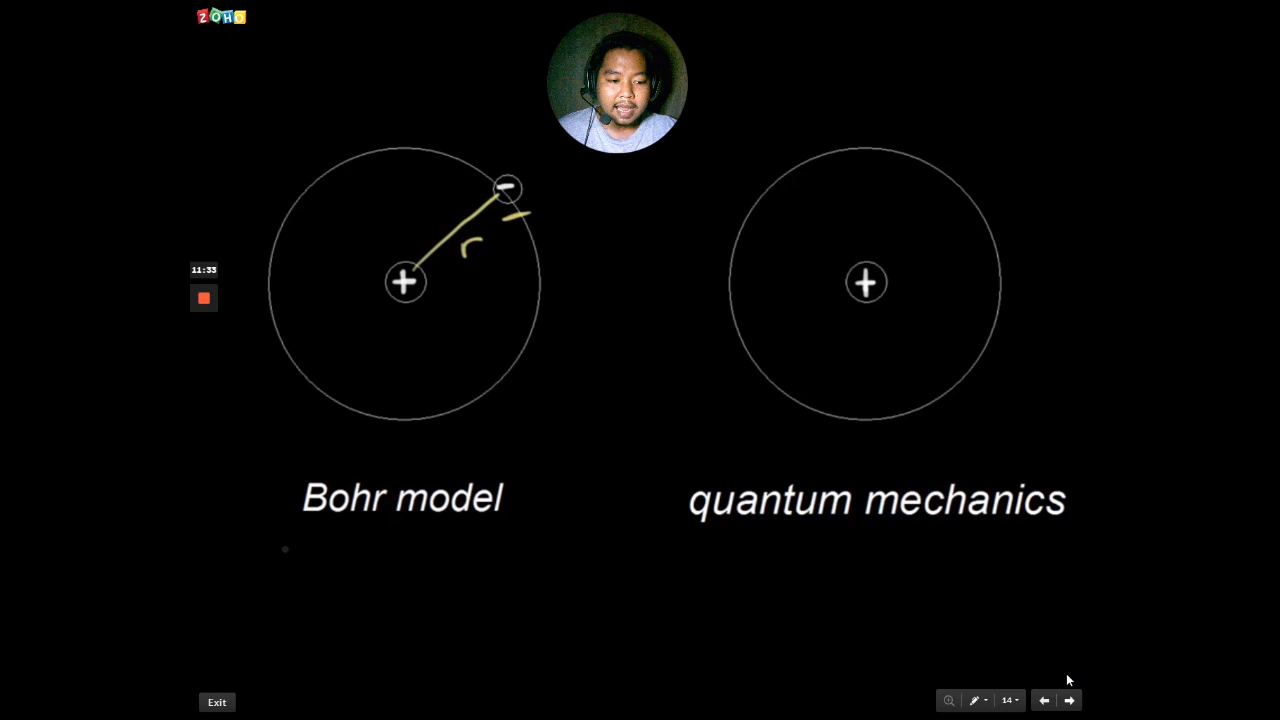 ZOHO
−
r
+
+
11:33
Bohr model
quantum mechanics
Exit
14